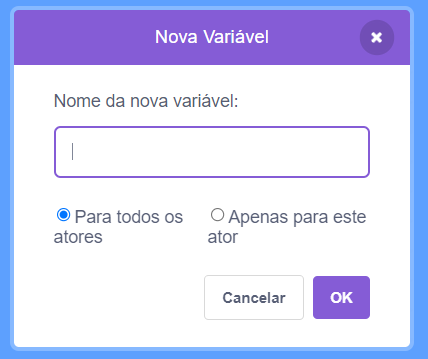 Nova Variável
Nome da nova variável:
Para todos os Apenas para este
atores ator
Cancelar OK